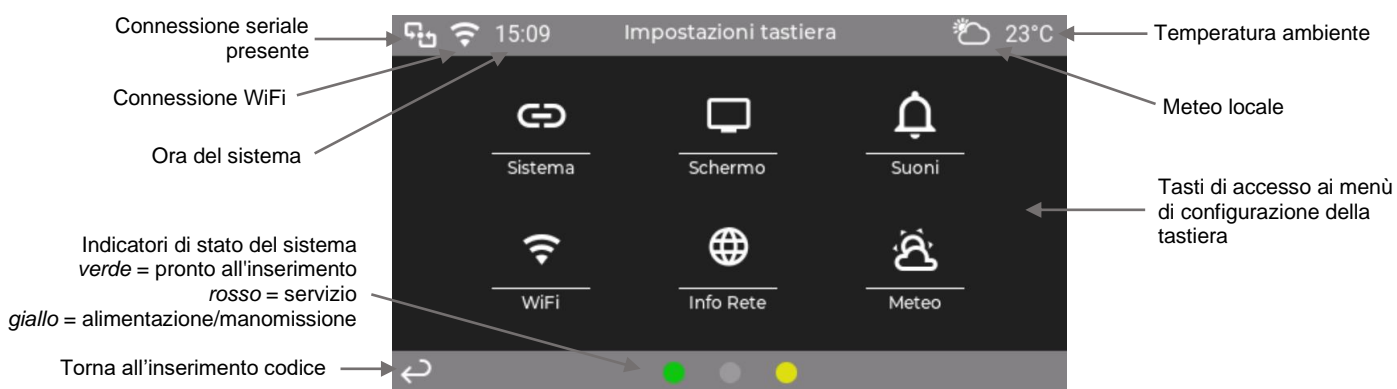 Connessione seriale
presente
Connessione WiFi
Ora del sistema
Indicatori di stato del sistema
verde = pronto all'inserimento
rosso = servizio
giallo = alimentazione/manomissione
Torna all’inserimento codice
15:09 Impostazioni tastiera 23°C
Sistema Schermo Suoni
WiFi Info Rete Meteo
Temperatura ambiente
Meteo locale
Tasti di accesso ai menù
di configurazione della
tastiera